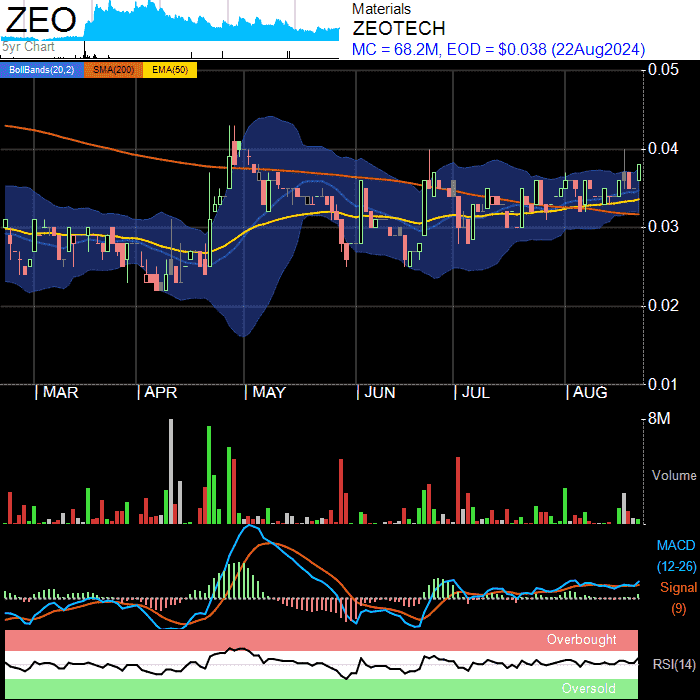 ZEO
5yr Chart
Materials
ZEOTECH
MC = 68.2M, EOD = $0.038 (22Aug2024)
BollBands(20,2) SMA(200) EMA(50)
0.05
0.04
0.03
0.02
0.01
MAR APR MAY JUN JUL AUG
8M
Volume
MACD
(12-26)
Signal
(9)
Overbought
RSI(14)
Oversold